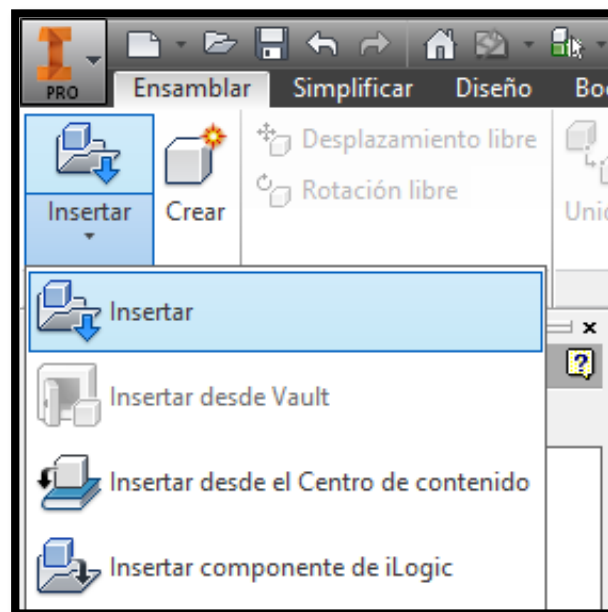 PRO
Ensamblar Simplificar Diseño
Insertar
Crear
Desplazamiento libre
Rotación libre
Insertar
Insertar desde Vault
Insertar desde el Centro de contenido
Insertar componente de iLogic